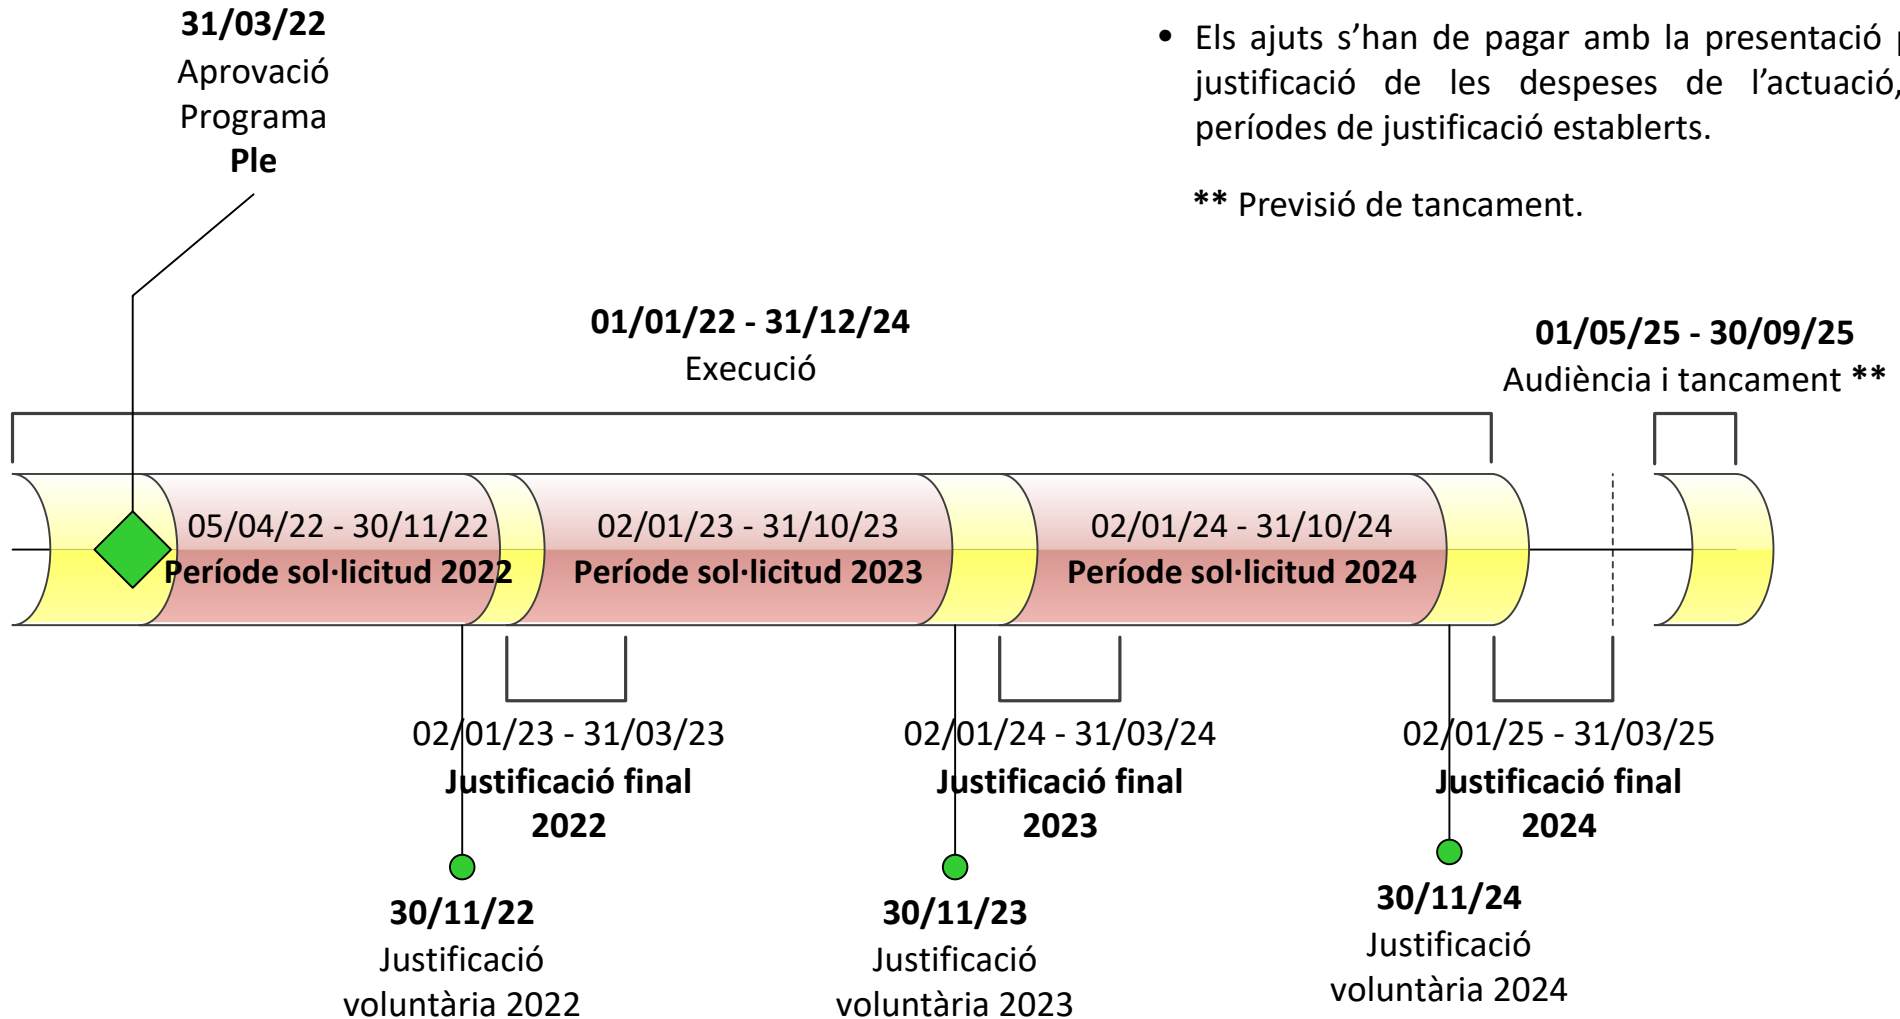 31/03/22
Aprovació
Programa
Ple
• Els ajuts s’han de pagar amb la presentació
justificació de les despeses de l’actuació,
períodes de justificació establerts.
** Previsió de tancament.
01/01/22 - 31/12/24
Execució
01/05/25 - 30/09/25
Audiència i tancament **
05/04/22 - 30/11/22
Període sol·licitud 2022
02/01/23 - 31/10/23
Període sol·licitud 2023
02/01/24 - 31/10/24
Període sol·licitud 2024
02/01/23 - 31/03/23
Justificació final
2022
02/01/24 - 31/03/24
Justificació final
2023
02/01/25 - 31/03/25
Justificació final
2024
30/11/22
Justificació
voluntària 2022
30/11/23
Justificació
voluntària 2023
30/11/24
Justificació
voluntària 2024